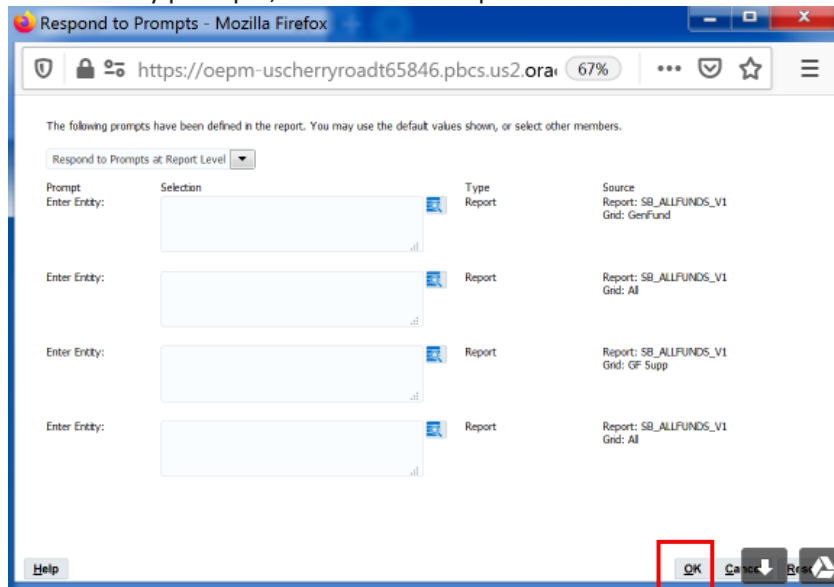 Respond to Prompts - Mozilla Firefox
https://oepm-uscherryroadt65846.pbcs.us2.ora 67%
The following prompts have been defined in the report. You may use the default values shown, or select other members.
Respond to Prompts at Report Level
Prompt Selection Type Source
Enter Entity: Report Report: SB_ALLFUNDS_V1
Grid: GenFund
Enter Entity: Report Report: SB_ALLFUNDS_V1
Grid: All
Enter Entity: Report Report: SB_ALLFUNDS_V1
Grid: GF Supp
Enter Entity: Report Report: SB_ALLFUNDS_V1
Grid: All
Help OK